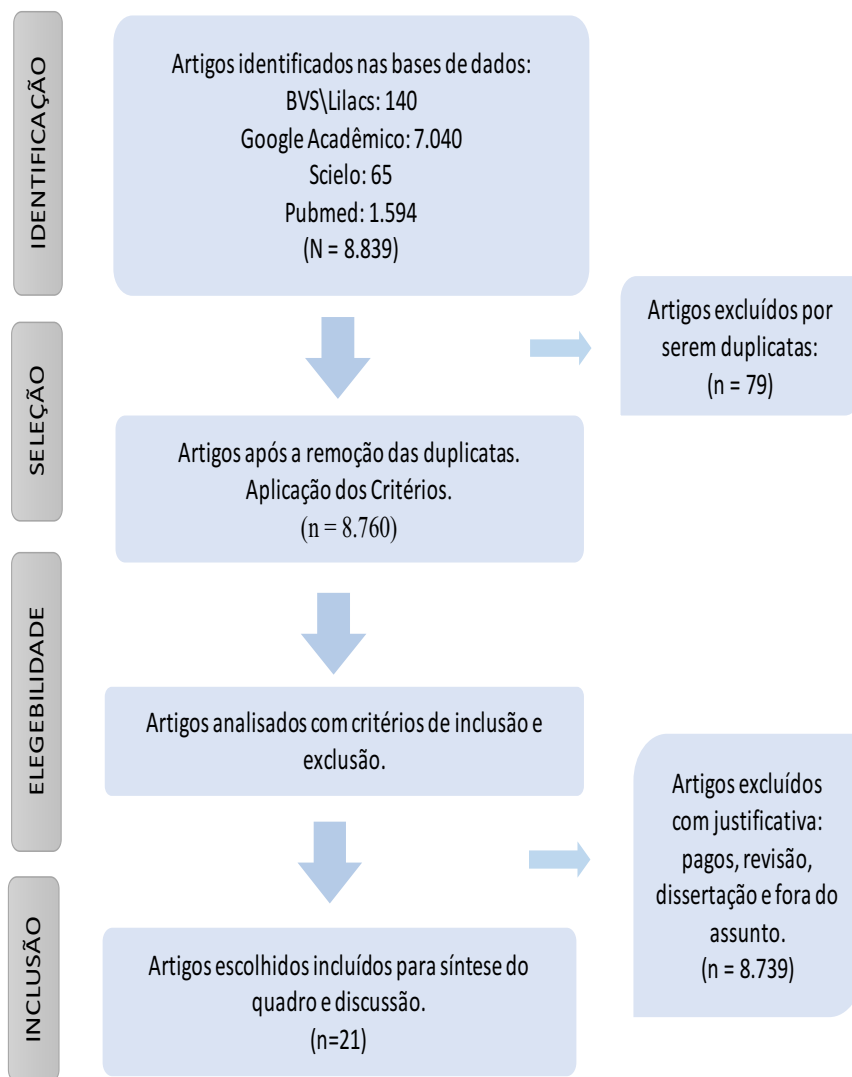 IDENTIFICAÇÃO
Artigos identificados nas bases de dados:
BVS\Lilacs: 140
Google Acadêmico: 7.040
Scielo: 65
Pubmed: 1.594
(N = 8.839)
SELEÇÃO
Artigos excluídos por
serem duplicatas:
(n = 79)
Artigos após a remoção das duplicatas.
Aplicação dos Critérios.
(n = 8.760)
ELEGEBILIDADE
Artigos analisados com critérios de inclusão e
exclusão.
Artigos excluídos
com justificativa:
pagos, revisão,
dissertação e fora do
assunto.
(n = 8.739)
INCLUSÃO
Artigos escolhidos incluídos para síntese do
quadro e discussão.
(n=21)